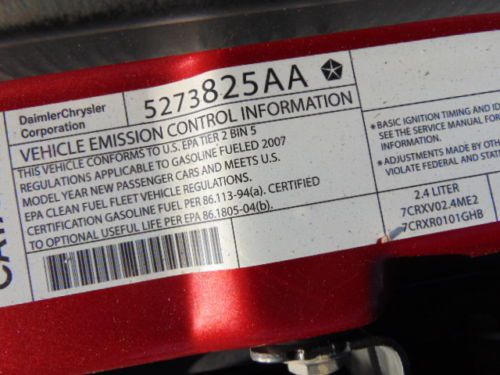 DaimlerChrysler
Corporation
5273825AA
VEHICLE EMISSION CONTROL INFORMATION
THIS VEHICLE CONFORMS TO U.S. EPA TIER 2 BIN 5
REGULATIONS APPLICABLE TO GASOLINE FUELED 2007
MODEL YEAR NEW PASSENGER CARS AND MEETS U.S.
EPA CLEAN FUEL FLEET VEHICLE REGULATIONS.
CERTIFICATION GASOLINE FUEL PER 86.113-94(a). CERTIFIED
TO OPTIONAL USEFUL LIFE PER EPA 86.1805-04(b).
• BASIC IGNITION TIMING AND
SEE THE SERVICE MANUAL FOR
INFORMATION.
• ADJUSTMENTS MADE BY
VIOLATE FEDERAL AND
2.4 LITER
7CRXV02.4ME2
7CRXR0101GHB